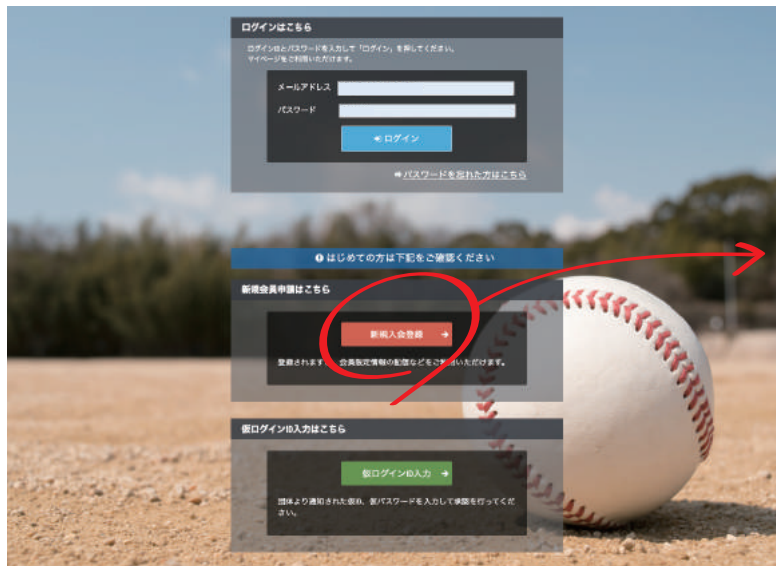 ログインはこちら
ログインIDとパスワードを入力して「ログイン」を押してください。
マイページをご利用いただけます。
メールアドレス
パスワード
ログイン
パスワードを忘れた方はこちら
はじめての方は下記をご確認ください
新規会員申請はこちら
新規入会登録
登録されますと、会員限定情報の配信などをご利用いただけます。
仮ログインID入力はこちら
仮ログインID入力
団体より通知された仮ID、仮パスワードを入力して承認を行ってくだ
さい。